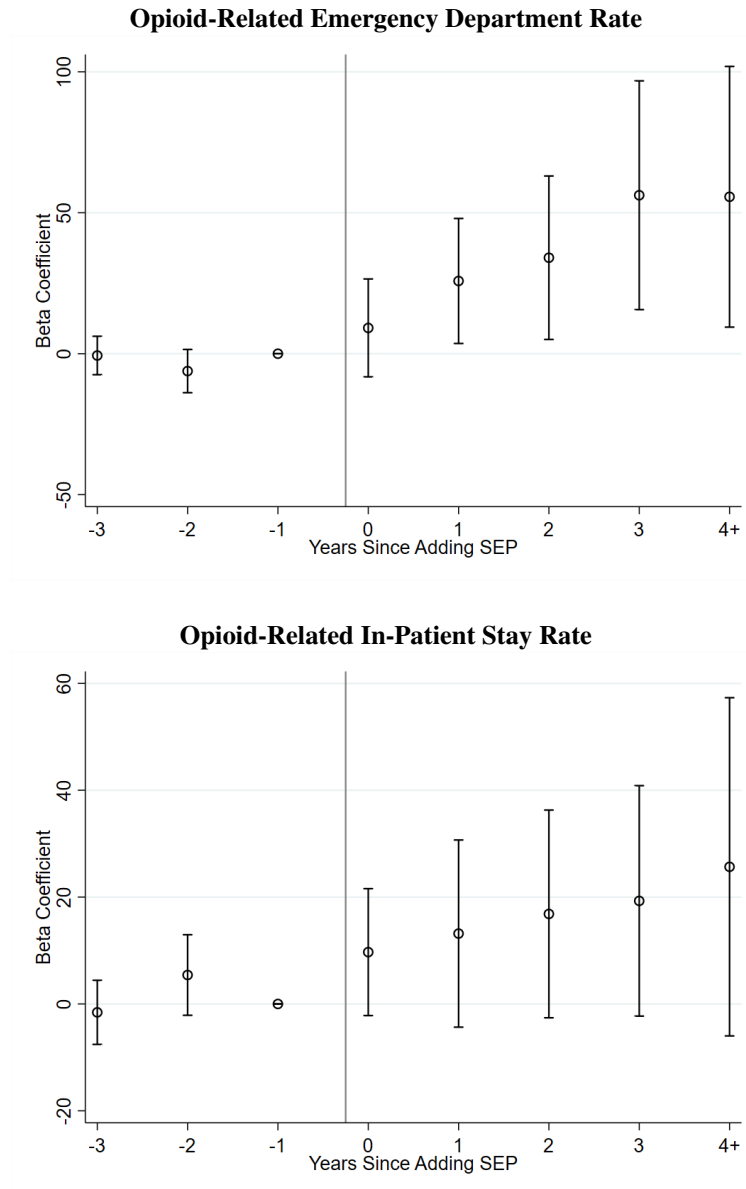 Opioid-Related Emergency Department Rate
Beta Coefficient
100
50
0
-50
-3 -2 -1 0 1 2 3 4+
Years Since Adding SEP
Opioid-Related In-Patient Stay Rate
Beta Coefficient
60
40
20
0
-20
-3 -2 -1 0 1 2 3 4+
Years Since Adding SEP